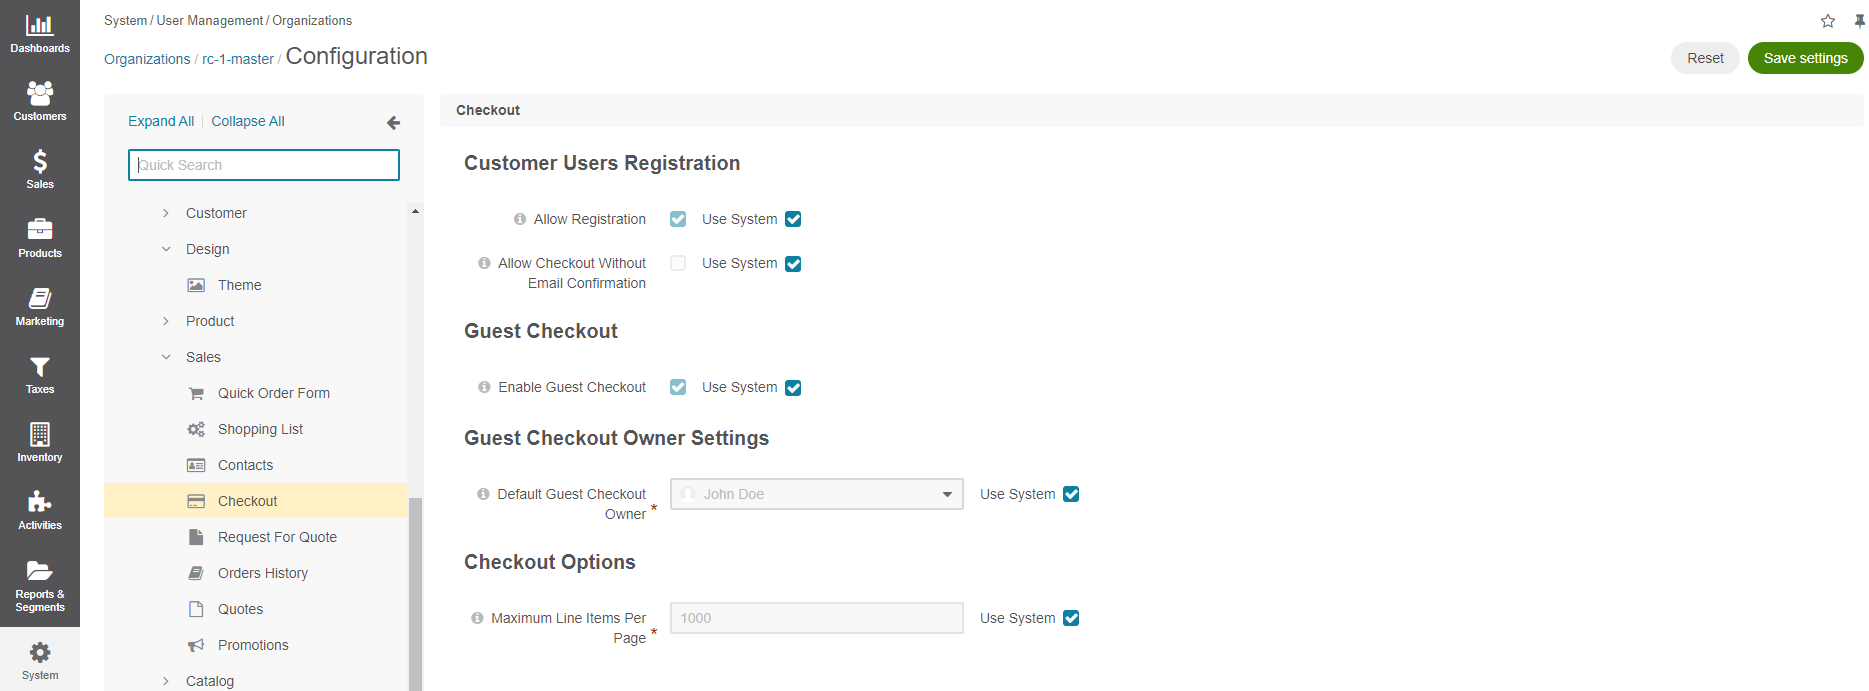 Dashboards
Customers
Sales
Products
Marketing
Taxes
Inventory
Activities
Reports &
Segments
System
System / User Management / Organizations
Organizations / rc-1-master / Configuration
Reset
Save settings
Expand All | Collapse All
Quick Search
Customer
Design
Theme
Product
Sales
Quick Order Form
Shopping List
Contacts
Checkout
Request For Quote
Orders History
Quotes
Promotions
Catalog
Checkout
Customer Users Registration
Allow Registration Use System
Allow Checkout Without Use System
Email Confirmation
Guest Checkout
Enable Guest Checkout Use System
Guest Checkout Owner Settings
Default Guest Checkout John Doe Use System
Owner *
Checkout Options
Maximum Line Items Per 1000 Use System
Page *